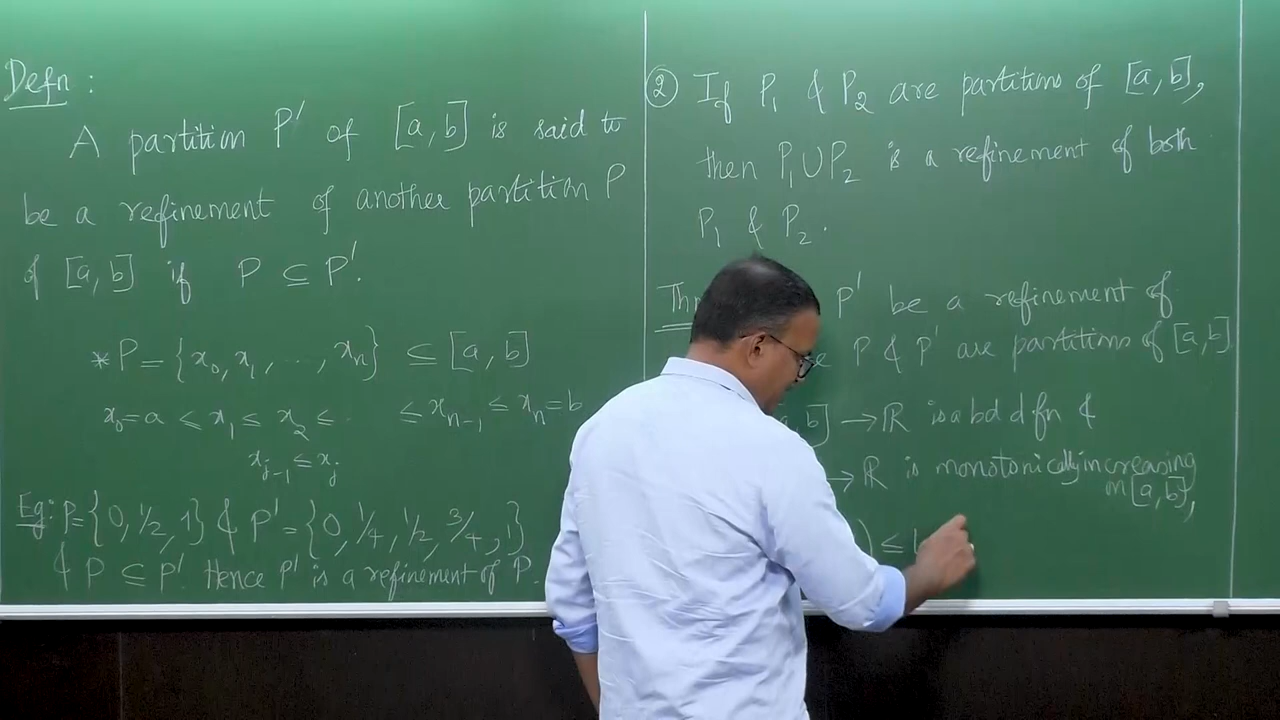 Defn :
A partition P' of [a, b] is said to
be a refinement of another partition P
of [a, b] if P ⊆ P'.
* P = {x₀, x₁, ..., xₙ} ⊆ [a, b]
x₀ = a ≤ x₁ ≤ x₂ ≤ .. ≤ xₙ₋₁ ≤ xₙ = b
xⱼ₋₁ ≤ xⱼ
Eg: P = {0, 1/2, 1} & P' = {0, 1/4, 1/2, 3/4, 1}
& P ⊆ P'. Hence P' is a refinement of P.
② If P₁ & P₂ are partitions of [a, b],
then P₁ ∪ P₂ is a refinement of both
P₁ & P₂.
P' be a refinement of
P & P' are partitions of [a, b]
b] → ℝ is a bdd fn &
→ ℝ is monotonically increasing
on [a, b],
) ≤